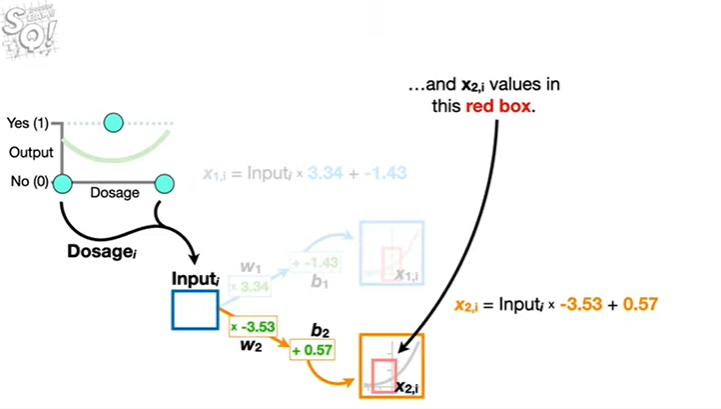 STAT
SQ!
…and x2,i values in
this red box.
Yes (1)
Output
No (0)
Dosage
x1,i = Inputi × 3.34 + -1.43
Dosagei
Inputi
w1
× 3.34
+ -1.43
b1
x1,i
x2,i = Inputi × -3.53 + 0.57
× -3.53
w2
b2
+ 0.57
x2,i